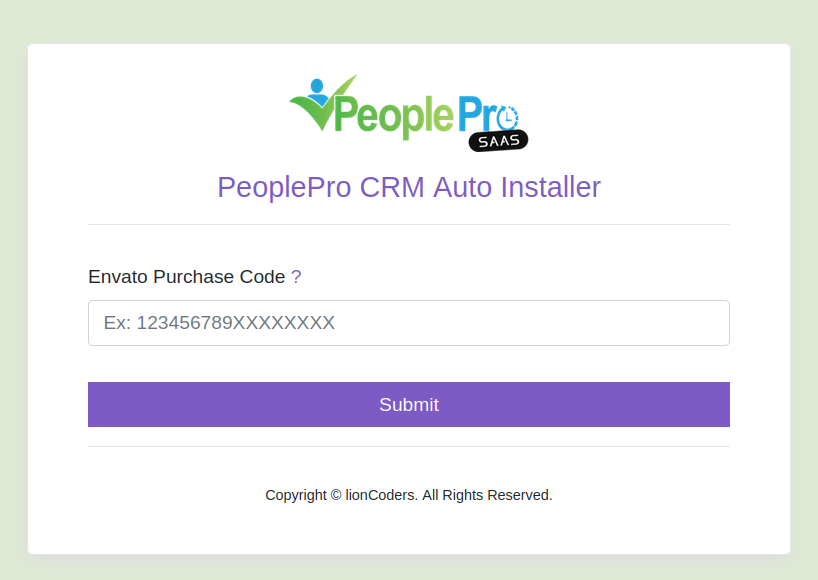 PeoplePro
SAAS
PeoplePro CRM Auto Installer
Envato Purchase Code ?
Ex: 123456789XXXXXXXX
Submit
Copyright © lionCoders. All Rights Reserved.